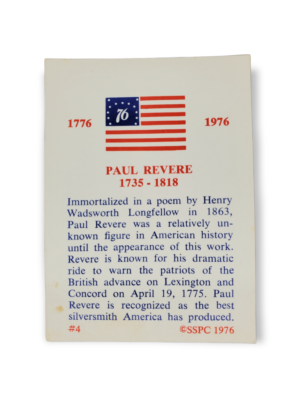 76
1776 1976
PAUL REVERE
1735 - 1818
Immortalized in a poem by Henry
Wadsworth Longfellow in 1863,
Paul Revere was a relatively un-
known figure in American history
until the appearance of this work.
Revere is known for his dramatic
ride to warn the patriots of the
British advance on Lexington and
Concord on April 19, 1775. Paul
Revere is recognized as the best
silversmith America has produced.
#4 ©SSPC 1976